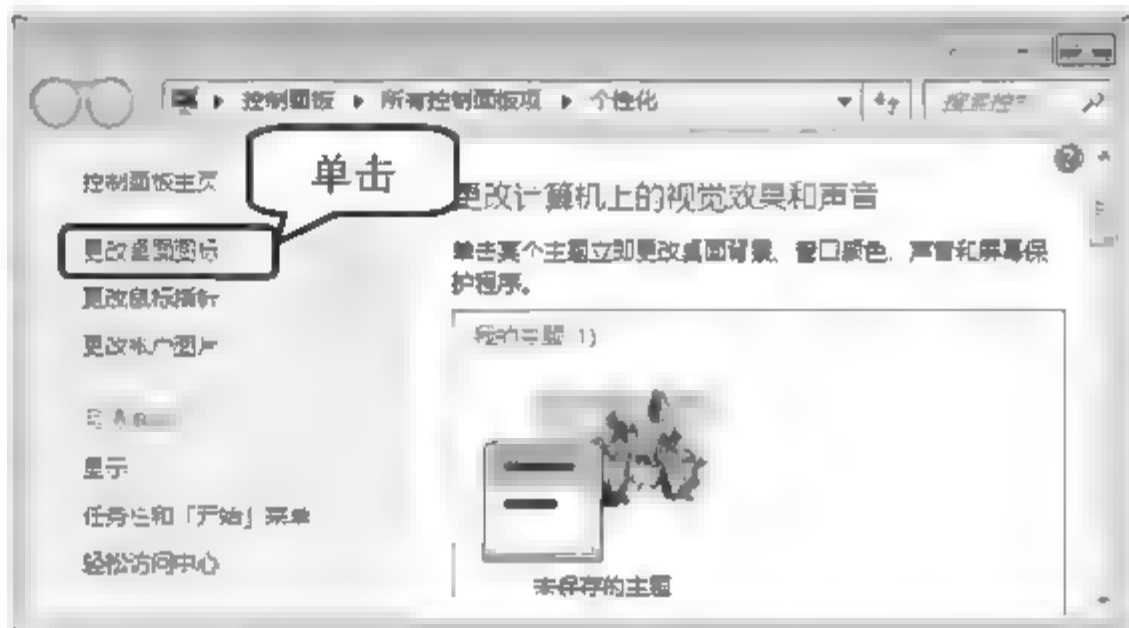 控制面板 ▸ 所有控制面板项 ▸ 个性化
控制面板主页
单击
更改桌面图标
更改鼠标指针
更改帐户图片
显示
任务栏和「开始」菜单
轻松访问中心
更改计算机上的视觉效果和声音
单击某个主题立即更改桌面背景、窗口颜色、声音和屏幕保
护程序。
我的主题 (1)
未保存的主题